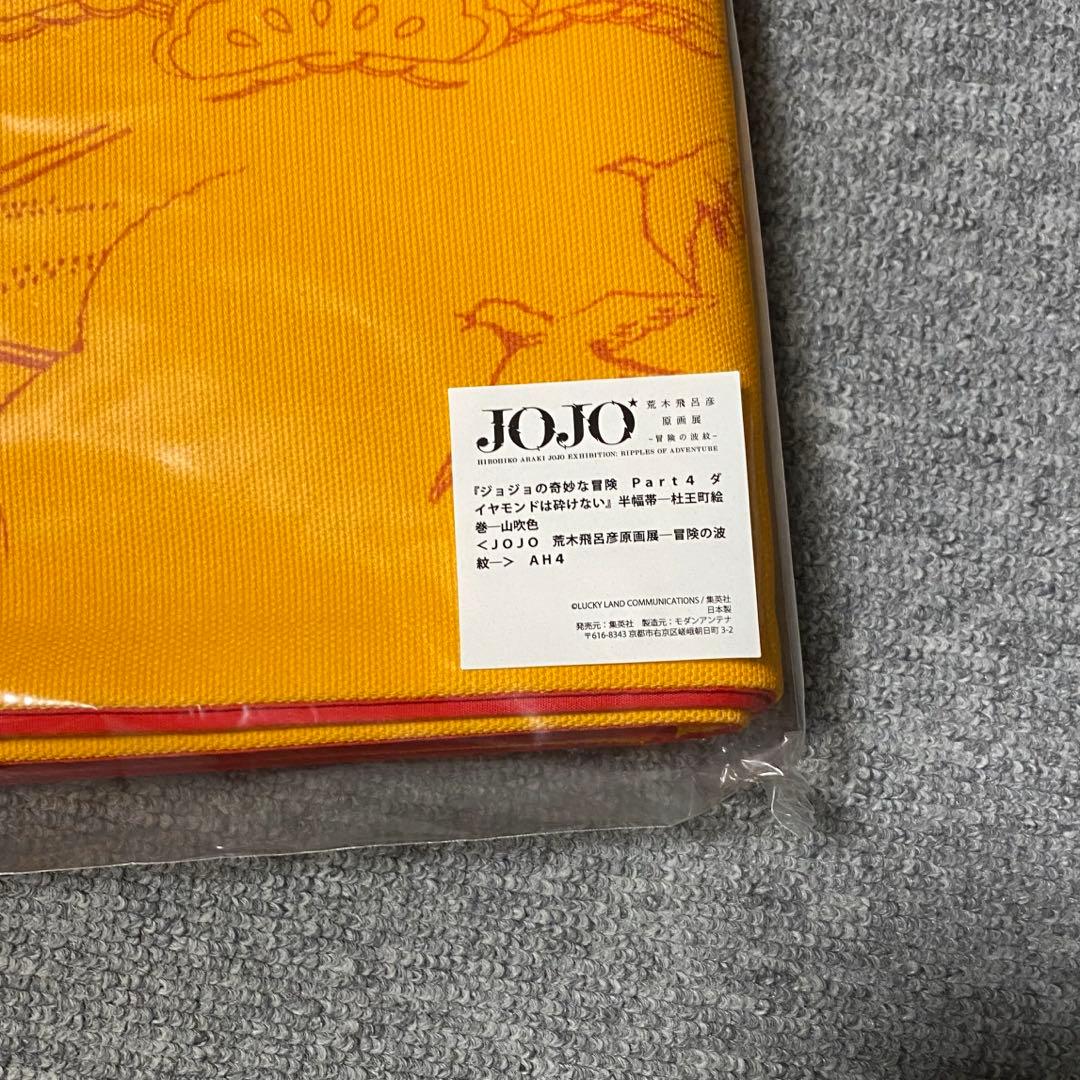 JOJO★
荒木飛呂彦
原画展
-冒険の波紋-
HIROHIKO ARAKI JOJO EXHIBITION: RIPPLES OF ADVENTURE
『ジョジョの奇妙な冒険　Part４　ダ
イヤモンドは砕けない』半幅帯─杜王町絵
巻─山吹色
＜ＪＯＪＯ　荒木飛呂彦原画展─冒険の波
紋─＞　ＡＨ４
©LUCKY LAND COMMUNICATIONS / 集英社
日本製
発売元：集英社　製造元：モダンアンテナ
〒616-8343 京都市右京区嵯峨朝日町 3-2